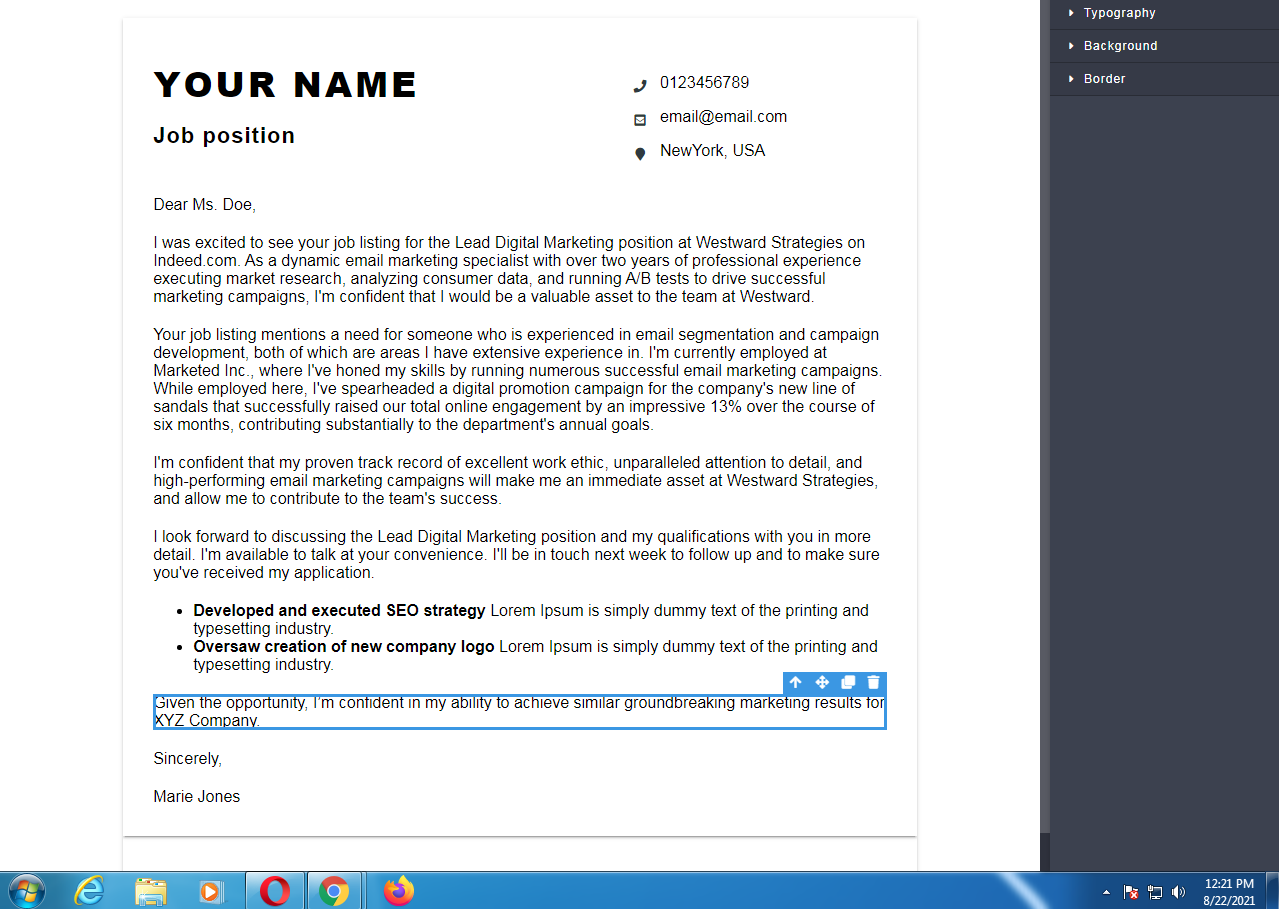 Typography
Background
Border
YOUR NAME
Job position
0123456789
email@email.com
NewYork, USA
Dear Ms. Doe,
I was excited to see your job listing for the Lead Digital Marketing position at Westward Strategies on
Indeed.com. As a dynamic email marketing specialist with over two years of professional experience
executing market research, analyzing consumer data, and running A/B tests to drive successful
marketing campaigns, I'm confident that I would be a valuable asset to the team at Westward.
Your job listing mentions a need for someone who is experienced in email segmentation and campaign
development, both of which are areas I have extensive experience in. I'm currently employed at
Marketed Inc., where I've honed my skills by running numerous successful email marketing campaigns.
While employed here, I've spearheaded a digital promotion campaign for the company's new line of
sandals that successfully raised our total online engagement by an impressive 13% over the course of
six months, contributing substantially to the department's annual goals.
I'm confident that my proven track record of excellent work ethic, unparalleled attention to detail, and
high-performing email marketing campaigns will make me an immediate asset at Westward Strategies,
and allow me to contribute to the team's success.
I look forward to discussing the Lead Digital Marketing position and my qualifications with you in more
detail. I'm available to talk at your convenience. I'll be in touch next week to follow up and to make sure
you've received my application.
• Developed and executed SEO strategy Lorem Ipsum is simply dummy text of the printing and
typesetting industry.
• Oversaw creation of new company logo Lorem Ipsum is simply dummy text of the printing and
typesetting industry.
Given the opportunity, I'm confident in my ability to achieve similar groundbreaking marketing results for
XYZ Company.
Sincerely,
Marie Jones
12:21 PM
8/22/2021